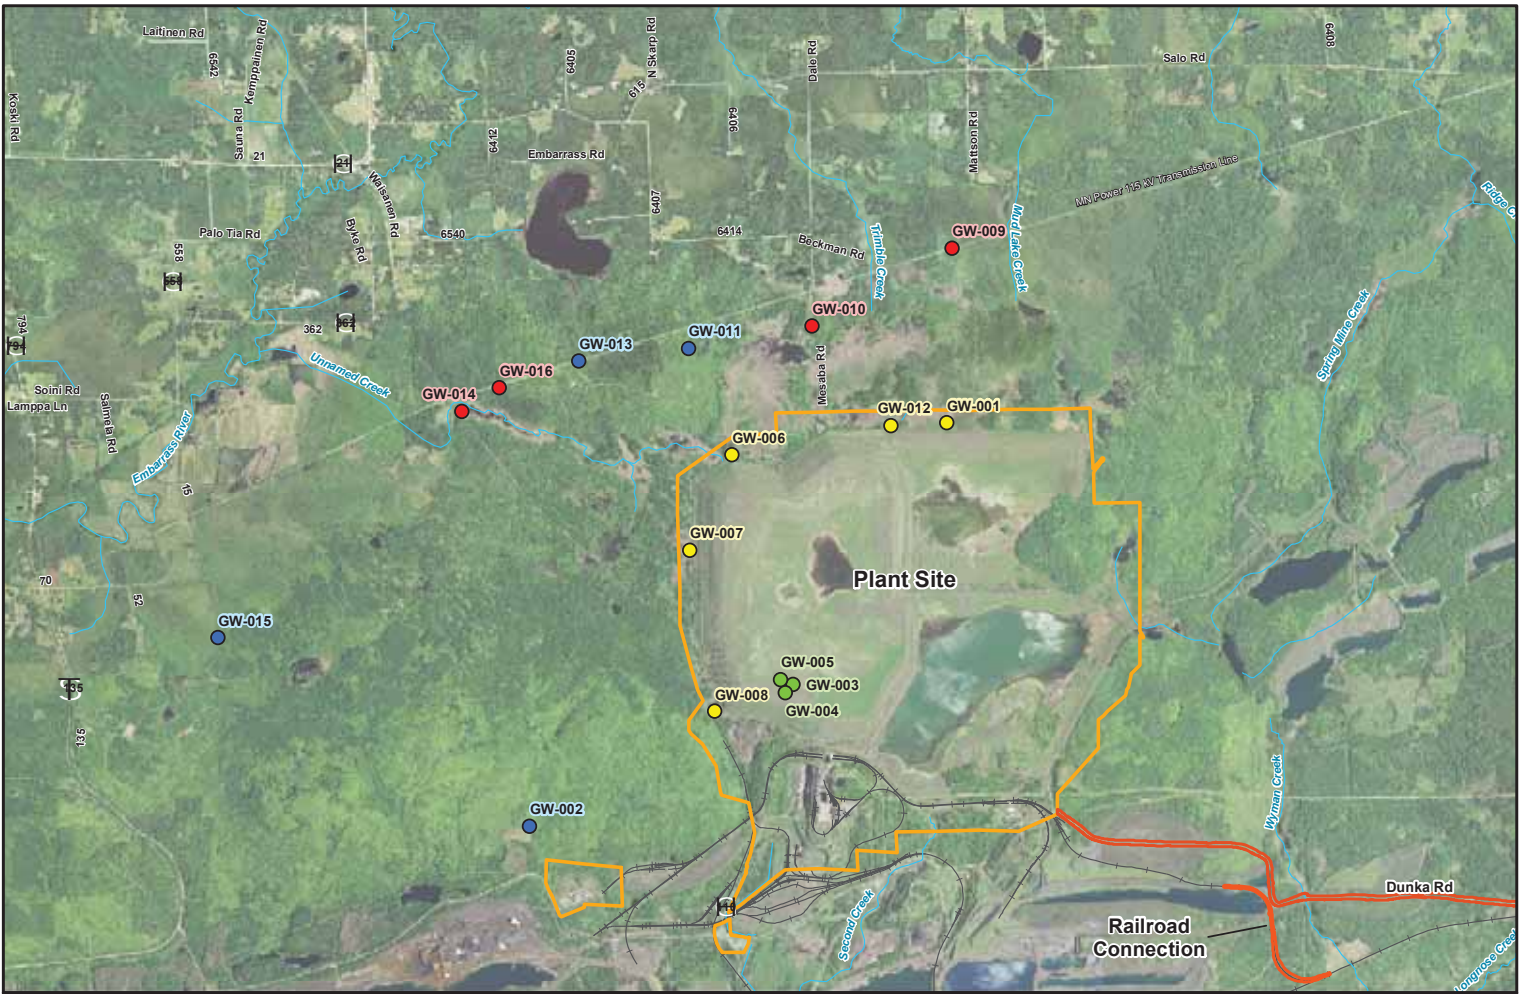 Laitinen Rd
6542
Kemppainen Rd
6405
N Skarp Rd
615
Dale Rd
Salo Rd
6408
Koski Rd
Sauna Rd
21
21
6412
Embarrass Rd
6406
Mattson Rd
MN Power 115 kV Transmission Line
Waisanen Rd
6407
Palo Tia Rd
Byke Rd
6540
6414
Beckman Rd
Trimble Creek
GW-009
Mud Lake Creek
558
558
GW-010
794
794
362
362
GW-011
GW-013
Unnamed Creek
GW-016
GW-014
Mesaba Rd
Spring Mine Creek
Soini Rd
Lamppa Ln
Salmela Rd
Embarrass River
GW-012
GW-001
GW-006
15
GW-007
Plant Site
70
52
GW-015
GW-005
GW-003
GW-004
GW-008
135
135
GW-002
Wyman Creek
Second Creek
Dunka Rd
Railroad
Connection